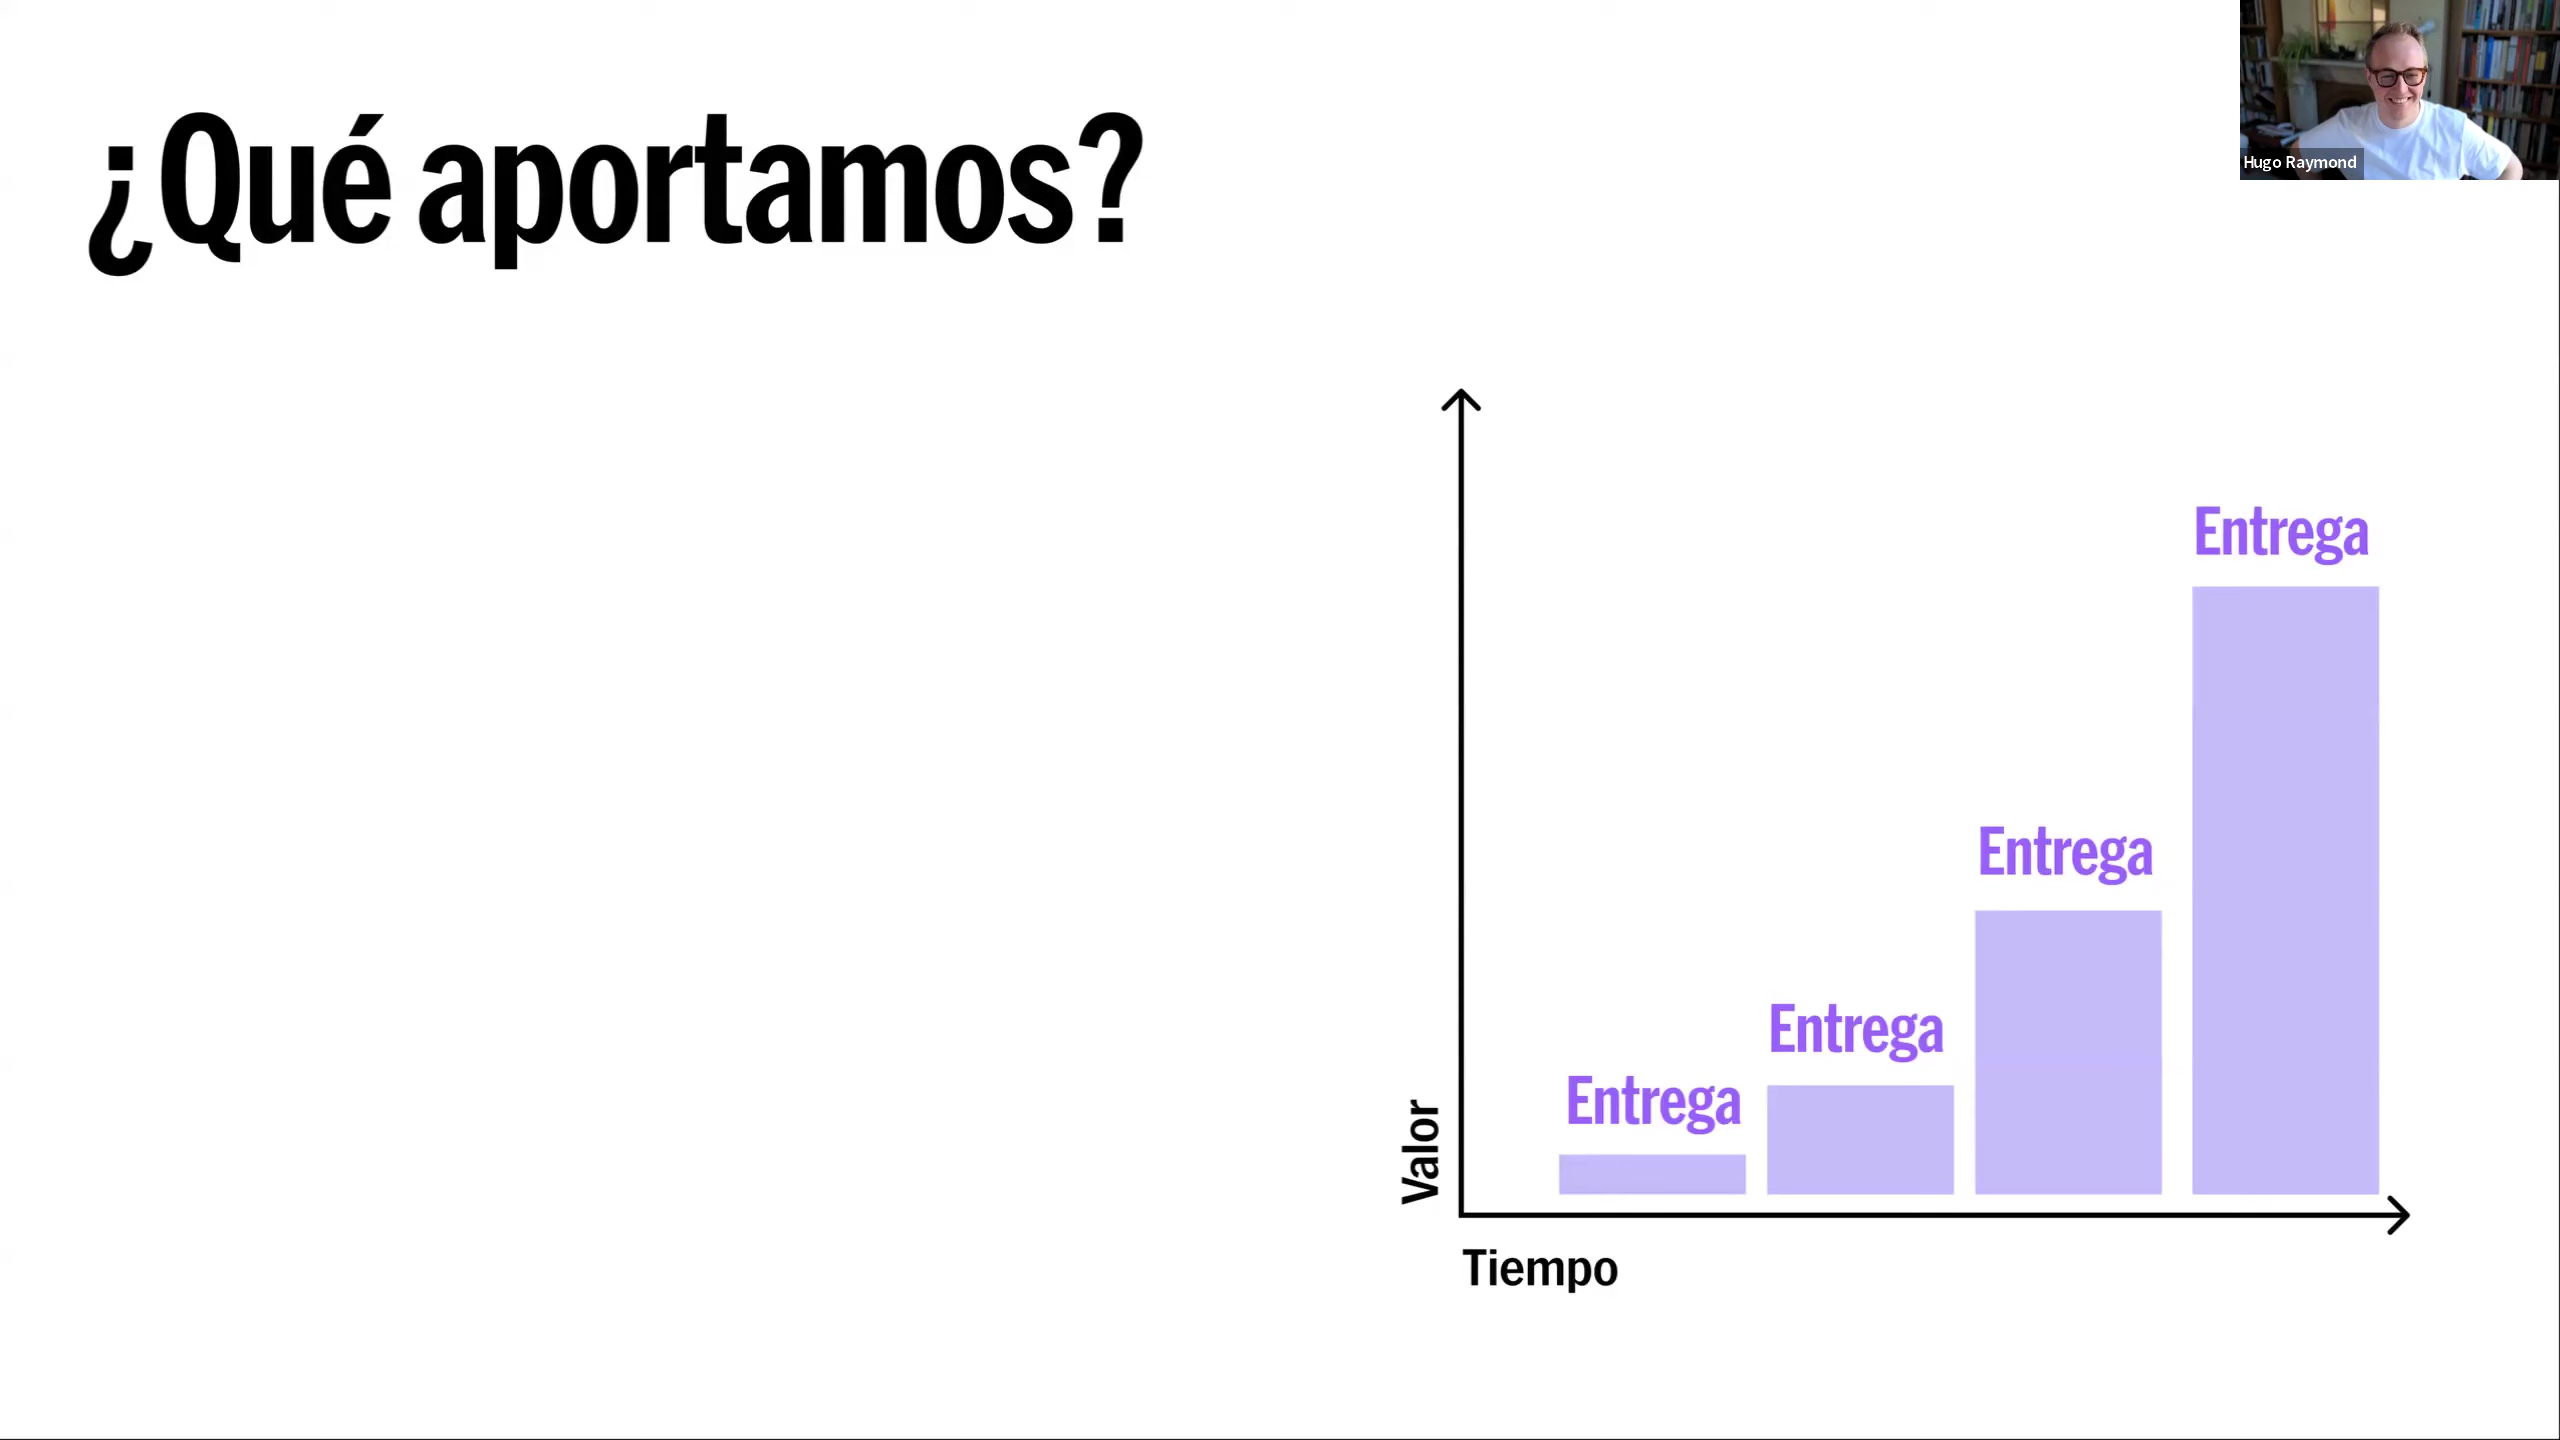 ¿Qué aportamos?
Hugo Raymond
Entrega
Entrega
Entrega
Entrega
Valor
Tiempo